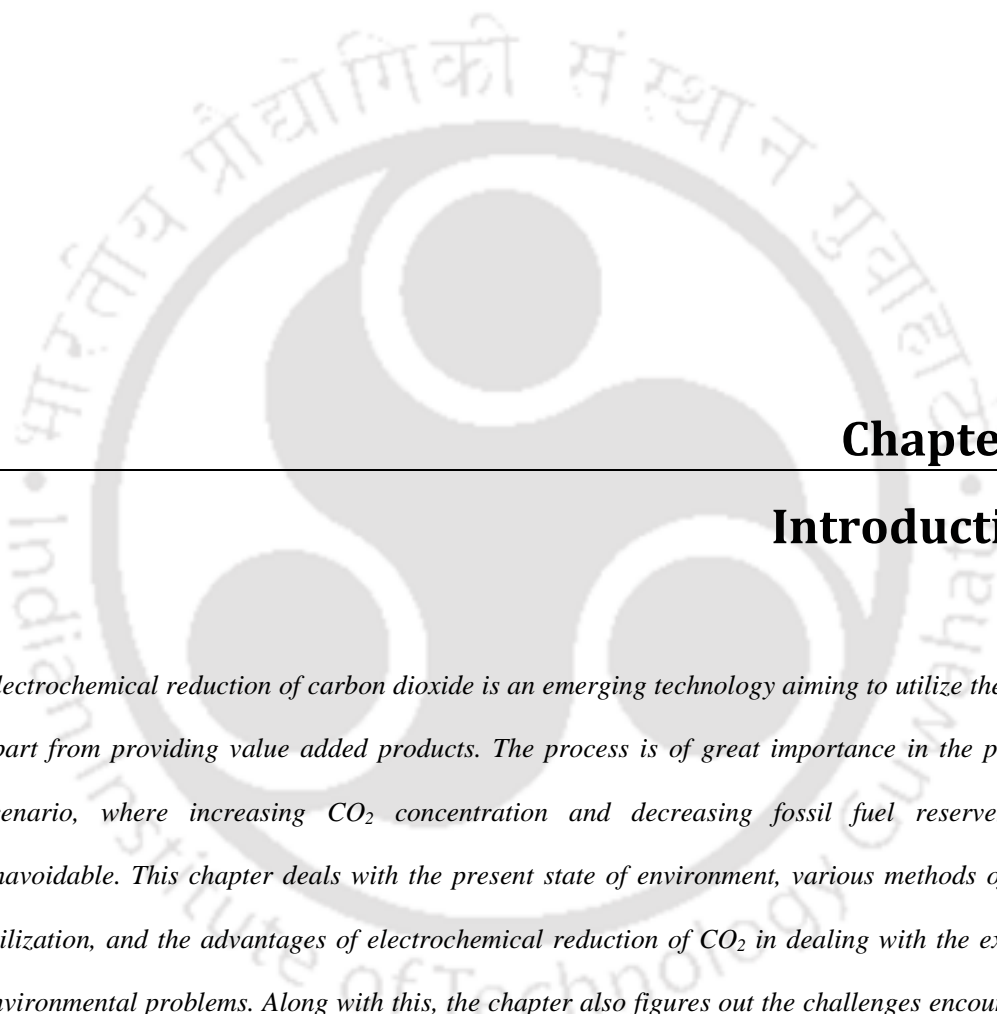 भारतीय प्रौद्योगिकी संस्थान गुवाहाटी
Chapte
Introducti
lectrochemical reduction of carbon dioxide is an emerging technology aiming to utilize the
part from providing value added products. The process is of great importance in the p
enario, where increasing CO₂ concentration and decreasing fossil fuel reserve
navoidable. This chapter deals with the present state of environment, various methods o
ilization, and the advantages of electrochemical reduction of CO₂ in dealing with the ex
nvironmental problems. Along with this, the chapter also figures out the challenges encoun
Indian Institute of Technology Guwahati